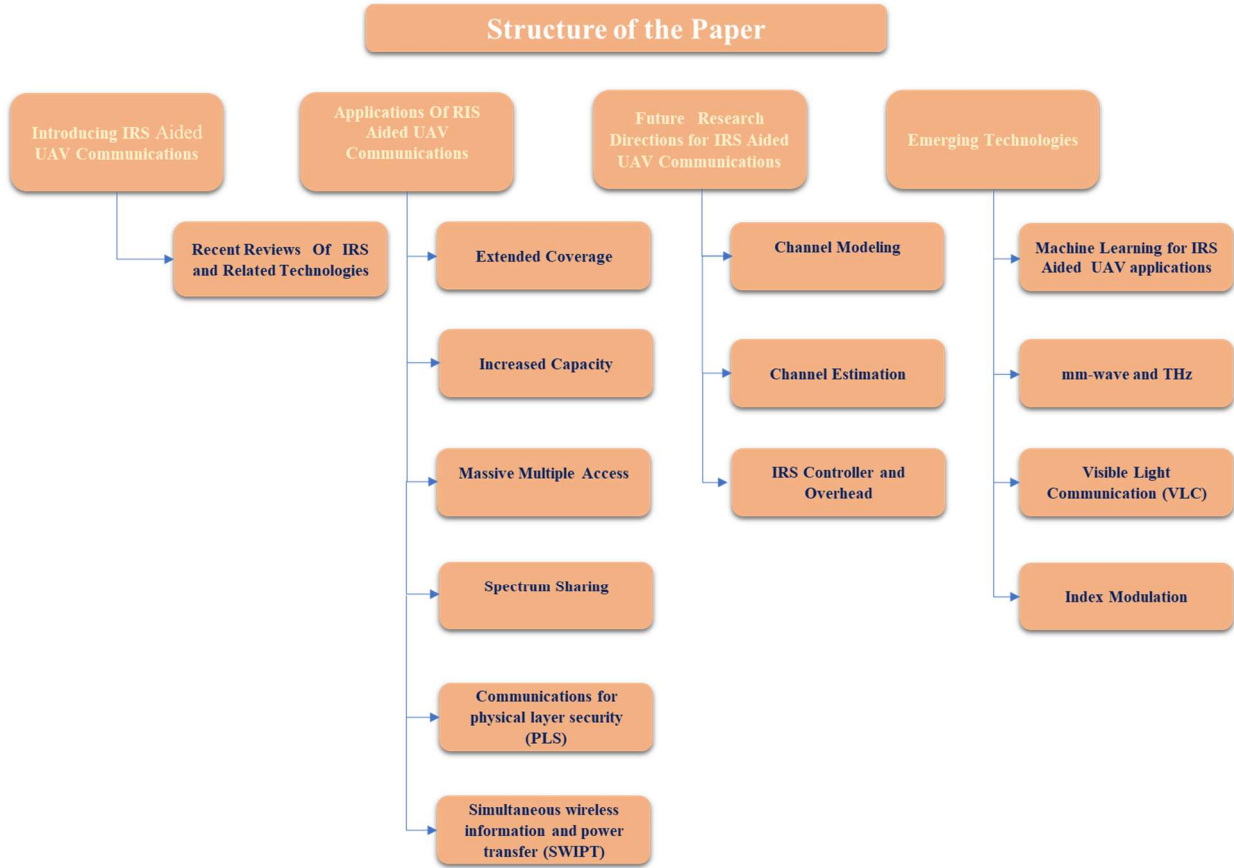 Structure of the Paper
Introducing IRS Aided
UAV Communications
Recent Reviews Of IRS
and Related Technologies
Applications Of RIS
Aided UAV
Communications
Extended Coverage
Increased Capacity
Massive Multiple Access
Spectrum Sharing
Communications for
physical layer security
(PLS)
Simultaneous wireless
information and power
transfer (SWIPT)
Future Research
Directions for IRS Aided
UAV Communications
Channel Modeling
Channel Estimation
IRS Controller and
Overhead
Emerging Technologies
Machine Learning for IRS
Aided UAV applications
mm-wave and THz
Visible Light
Communication (VLC)
Index Modulation